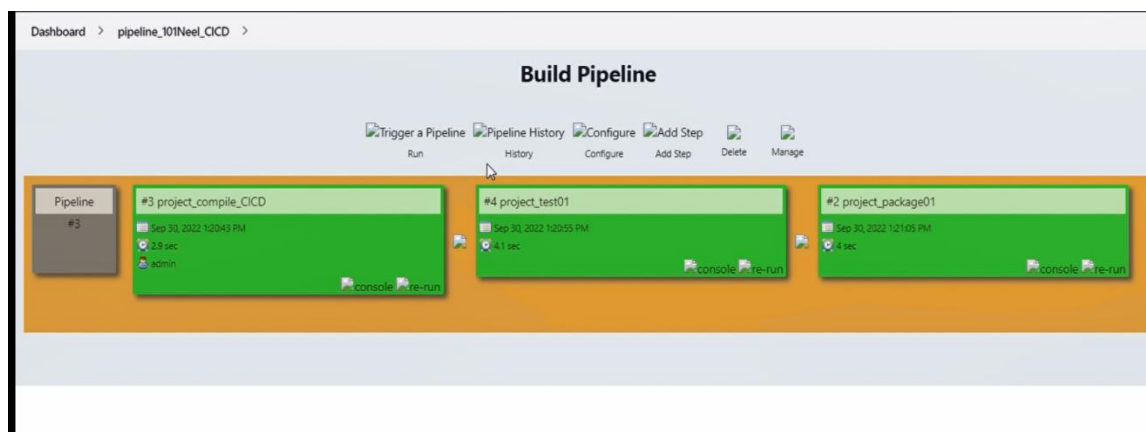 Dashboard > pipeline_101Neel_CICD >
Build Pipeline
Trigger a Pipeline Pipeline History Configure Add Step
Run History Configure Add Step Delete Manage
Pipeline
#3
#3 project_compile_CICD
Sep 30, 2022 1:20:43 PM
2.9 sec
admin
console re-run
#4 project_test01
Sep 30, 2022 1:20:55 PM
4.1 sec
console re-run
#2 project_package01
Sep 30, 2022 1:21:05 PM
4 sec
console re-run